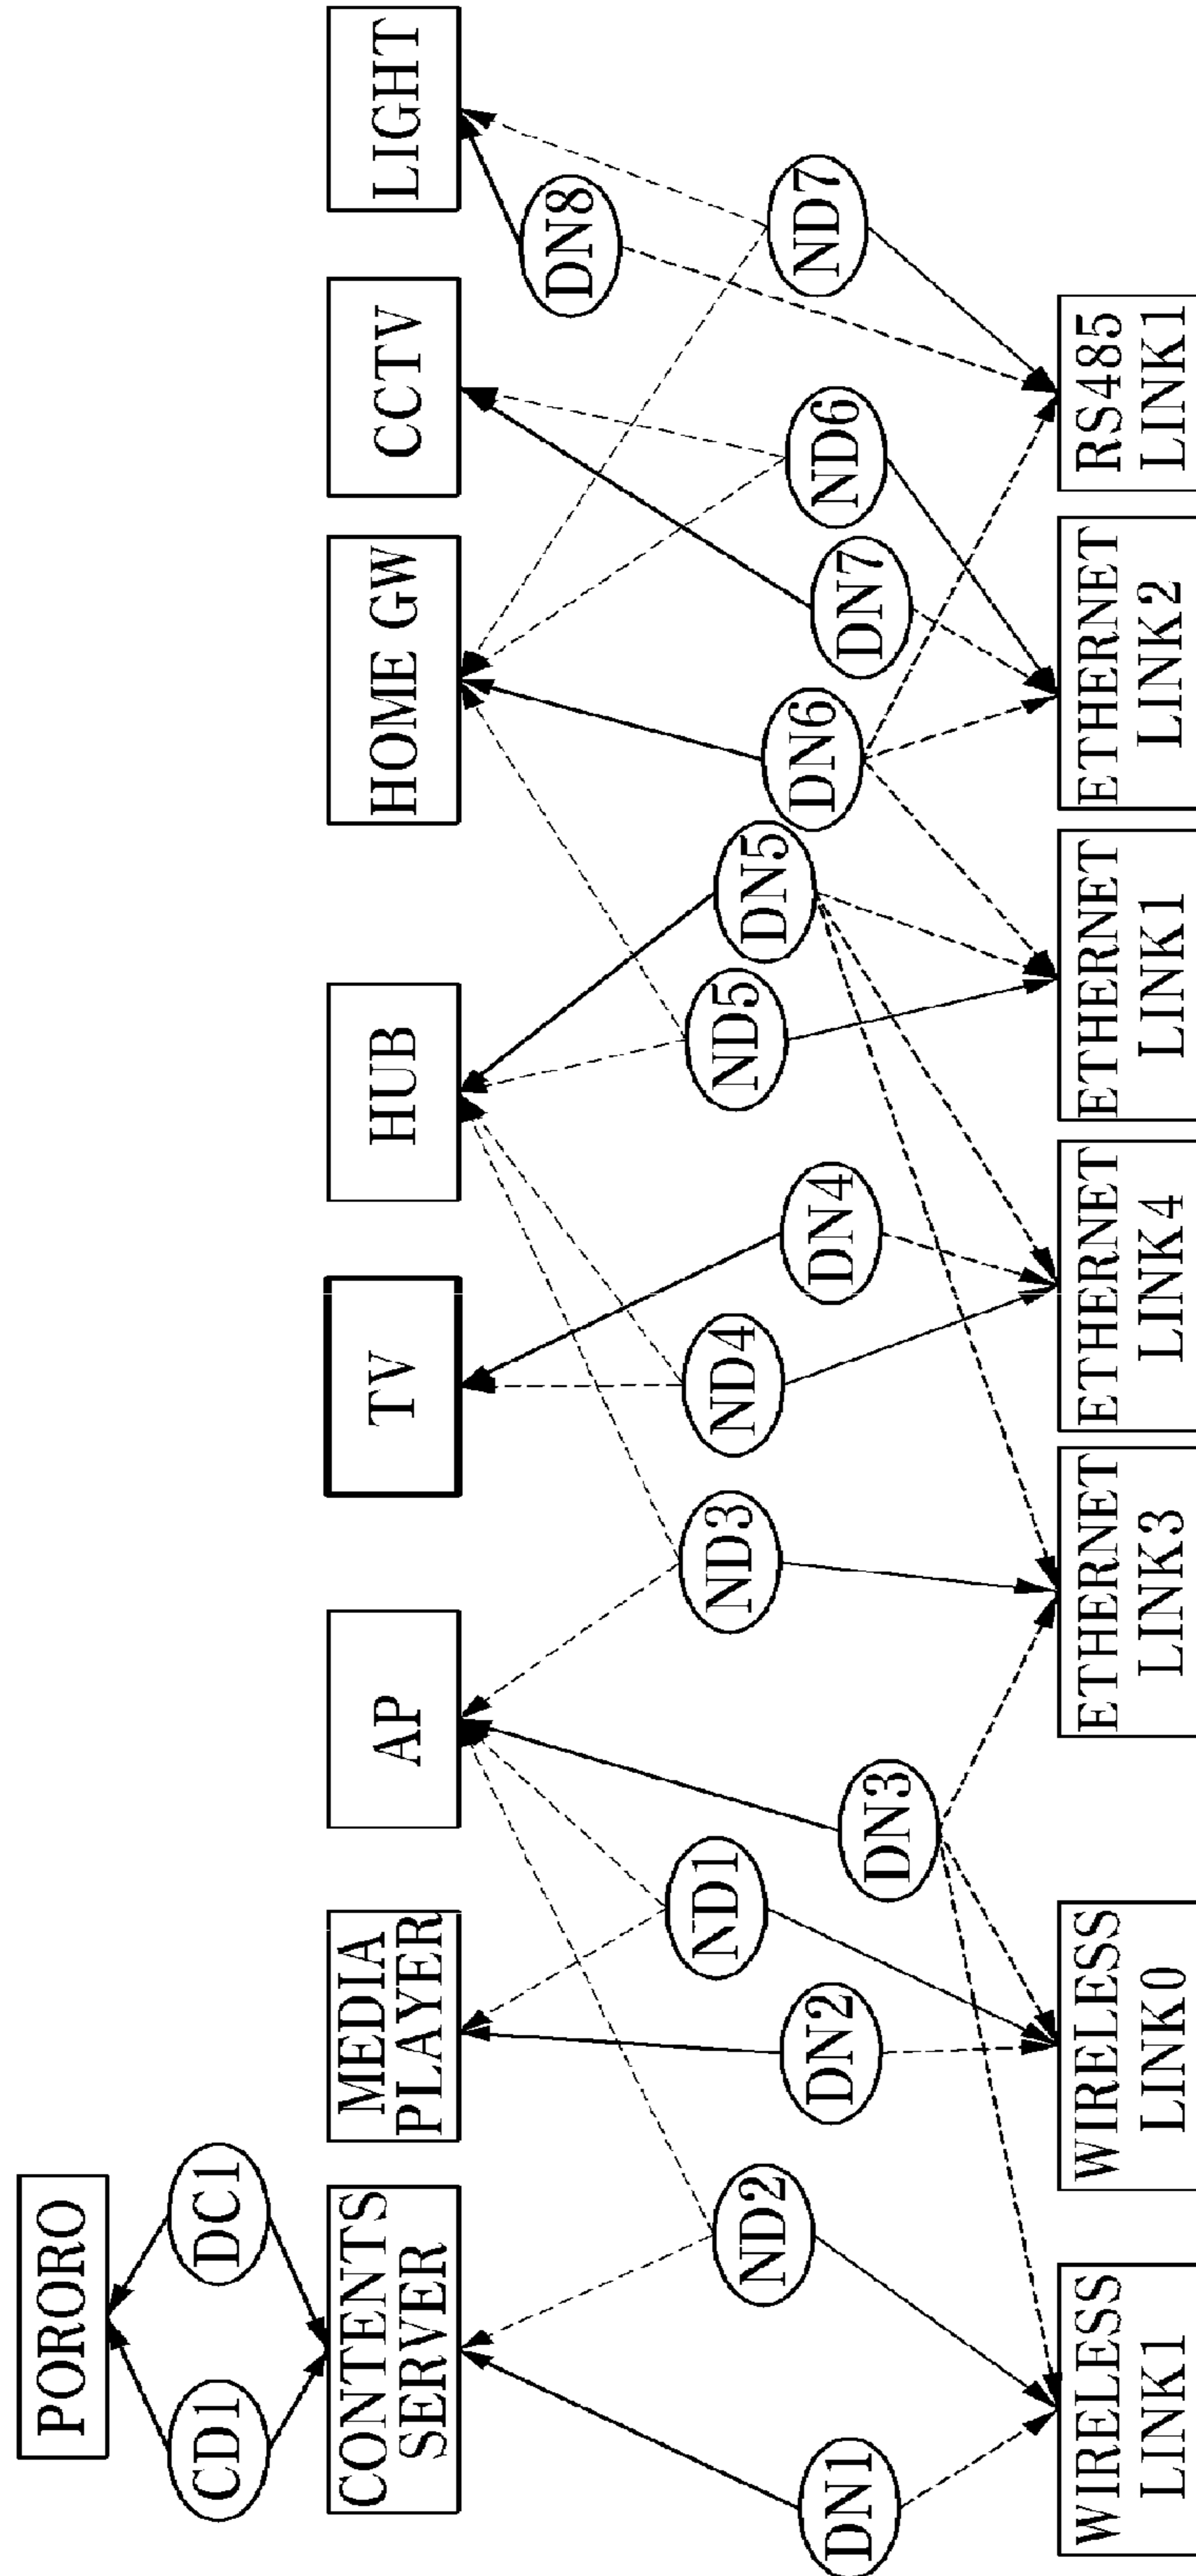 PORORO
CD1
DC1
CONTENTS
SERVER
MEDIA
PLAYER
AP
TV
HUB
HOME GW
CCTV
LIGHT
DN1
ND2
DN2
ND1
DN3
ND3
ND4
DN4
ND5
DN5
DN6
DN7
ND6
DN8
ND7
WIRELESS
LINK1
WIRELESS
LINK0
ETHERNET
LINK3
ETHERNET
LINK4
ETHERNET
LINK1
ETHERNET
LINK2
RS485
LINK1